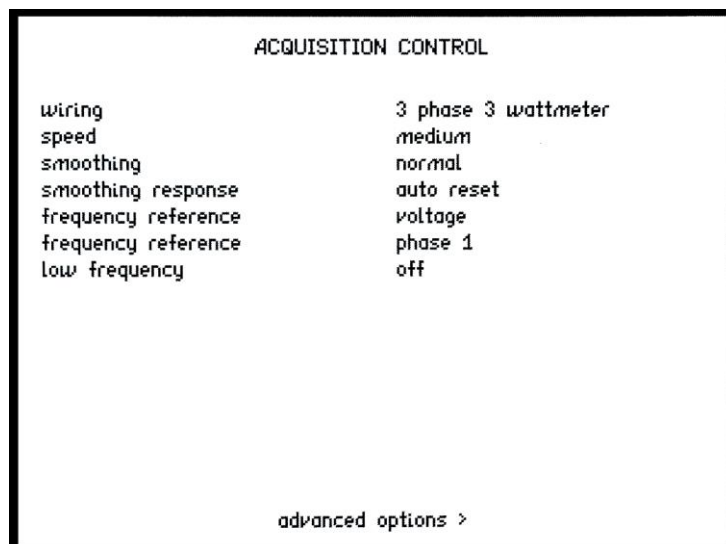 ACQUISITION CONTROL
wiring 3 phase 3 wattmeter
speed medium
smoothing normal
smoothing response auto reset
frequency reference voltage
frequency reference phase 1
low frequency off
advanced options >